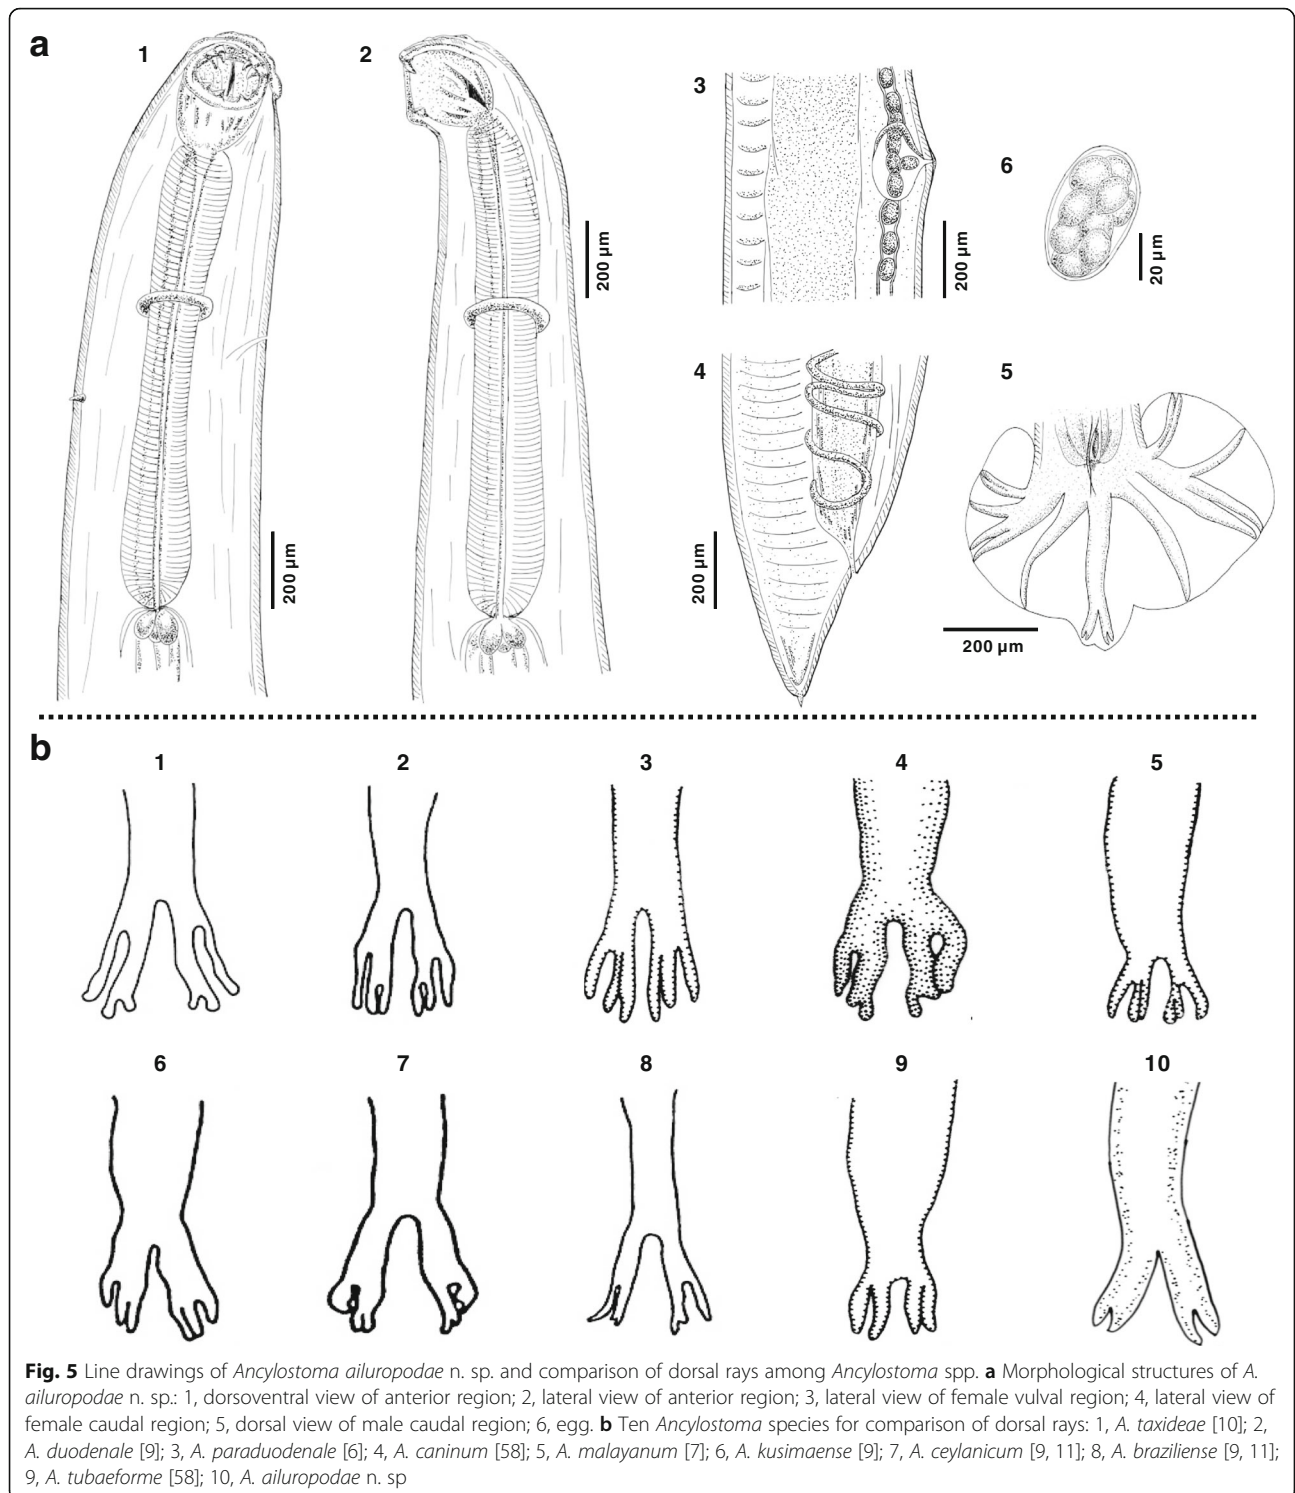 a
1
2
3
6
200 µm
200 µm
20 µm
4
5
200 µm
200 µm
200 µm
b
1
2
3
4
5
6
7
8
9
10
Fig. 5 Line drawings of Ancylostoma ailuropodae n. sp. and comparison of dorsal rays among Ancylostoma spp. a Morphological structures of A.
ailuropodae n. sp.: 1, dorsoventral view of anterior region; 2, lateral view of anterior region; 3, lateral view of female vulval region; 4, lateral view of
female caudal region; 5, dorsal view of male caudal region; 6, egg. b Ten Ancylostoma species for comparison of dorsal rays: 1, A. taxideae [10]; 2,
A. duodenale [9]; 3, A. paraduodenale [6]; 4, A. caninum [58]; 5, A. malayanum [7]; 6, A. kusimaense [9]; 7, A. ceylanicum [9, 11]; 8, A. braziliense [9, 11];
9, A. tubaeforme [58]; 10, A. ailuropodae n. sp